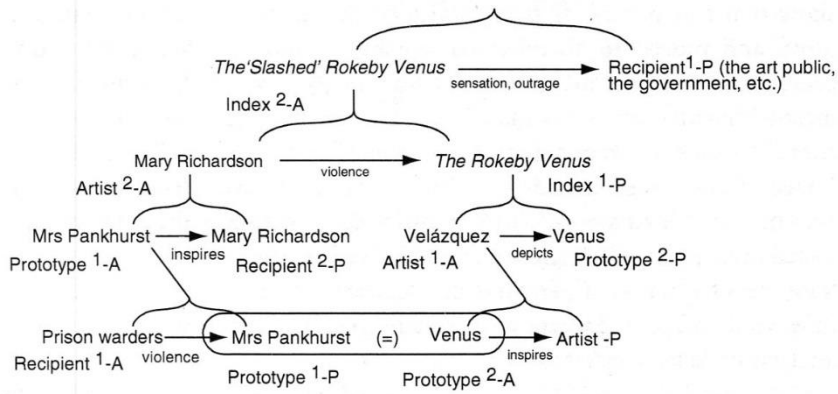 The'Slashed' Rokeby Venus
sensation, outrage
Recipient¹-P (the art public,
the government, etc.)
Index ²-A
Mary Richardson
violence
The Rokeby Venus
Artist ²-A
Index ¹-P
Mrs Pankhurst
inspires
Mary Richardson
Velázquez
depicts
Venus
Prototype ¹-A
Recipient ²-P
Artist ¹-A
Prototype ²-P
Prison warders
violence
Mrs Pankhurst
(=)
Venus
inspires
Artist -P
Recipient ¹-A
Prototype ¹-P
Prototype ²-A